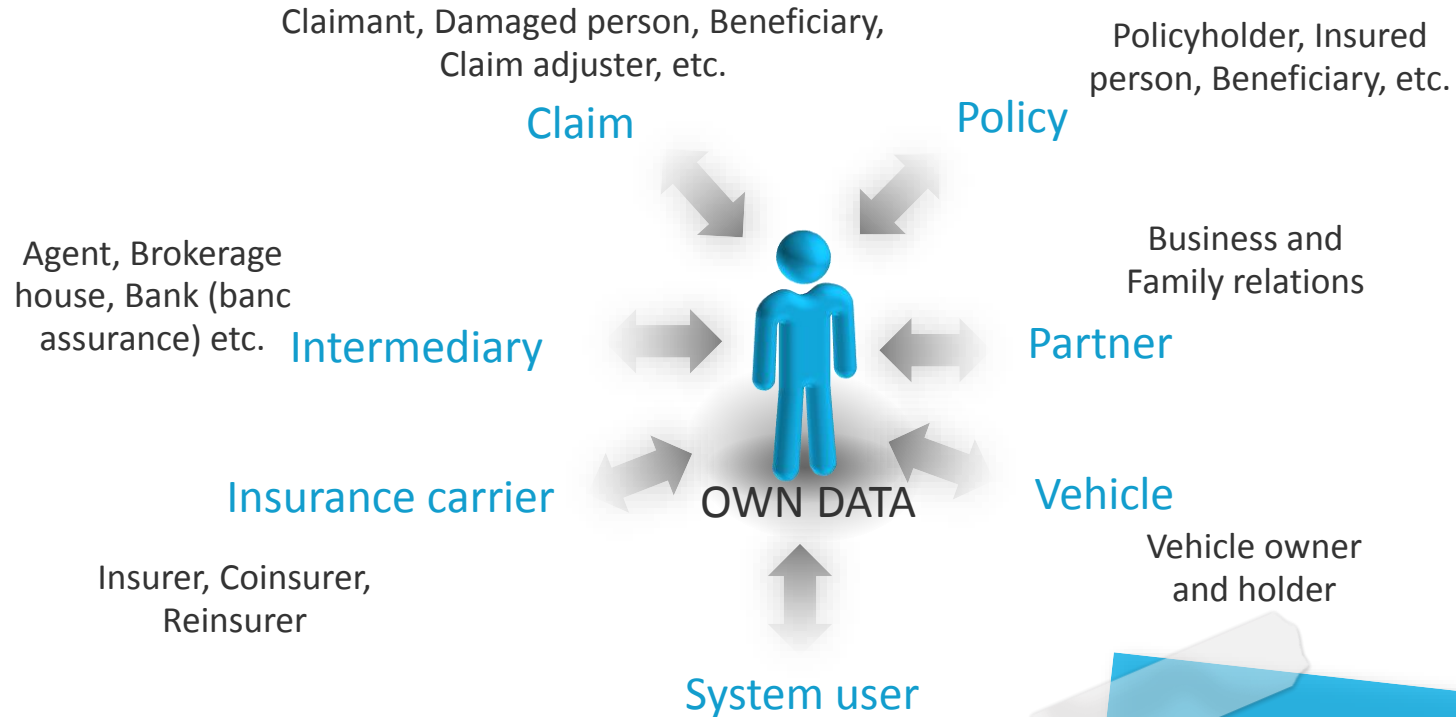 Claimant, Damaged person, Beneficiary,
Claim adjuster, etc.
Claim
Policyholder, Insured
person, Beneficiary, etc.
Policy
Agent, Brokerage
house, Bank (banc
assurance) etc.
Intermediary
Business and
Family relations
Partner
Insurance carrier
OWN DATA
Vehicle
Insurer, Coinsurer,
Reinsurer
Vehicle owner
and holder
System user